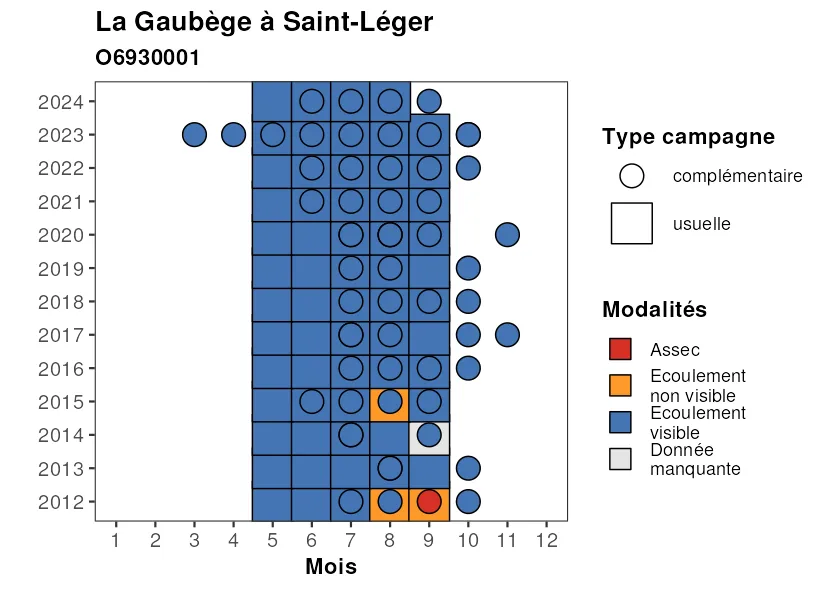 La Gaubège à Saint-Léger
O6930001
2024
2023
2022
2021
2020
2019
2018
2017
2016
2015
2014
2013
2012
1 2 3 4 5 6 7 8 9 10 11 12
Mois
Type campagne
complémentaire
usuelle
Modalités
Assec
Ecoulement
non visible
Ecoulement
visible
Donnée
manquante